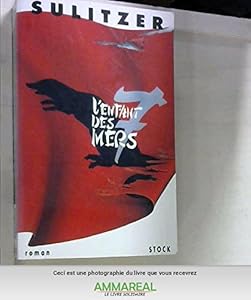 SULITZER
L'ENFANT
DES 7
MERS
roman STOCK
Ceci est une photographie du livre que vous recevrez
AMMAREAL
LE LIVRE SOLIDAIRE